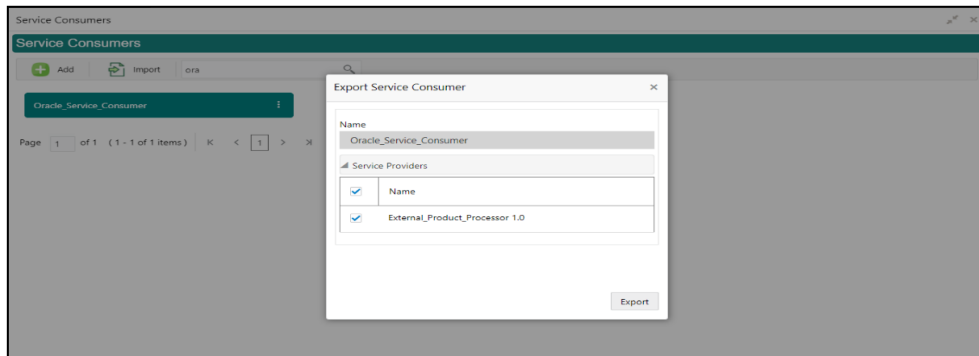 Service Consumers
Service Consumers
Add Import ora
Oracle_Service_Consumer
Page 1 of 1 (1 - 1 of 1 items) 1
Export Service Consumer
Name
Oracle_Service_Consumer
Service Providers
Name
External_Product_Processor 1.0
Export